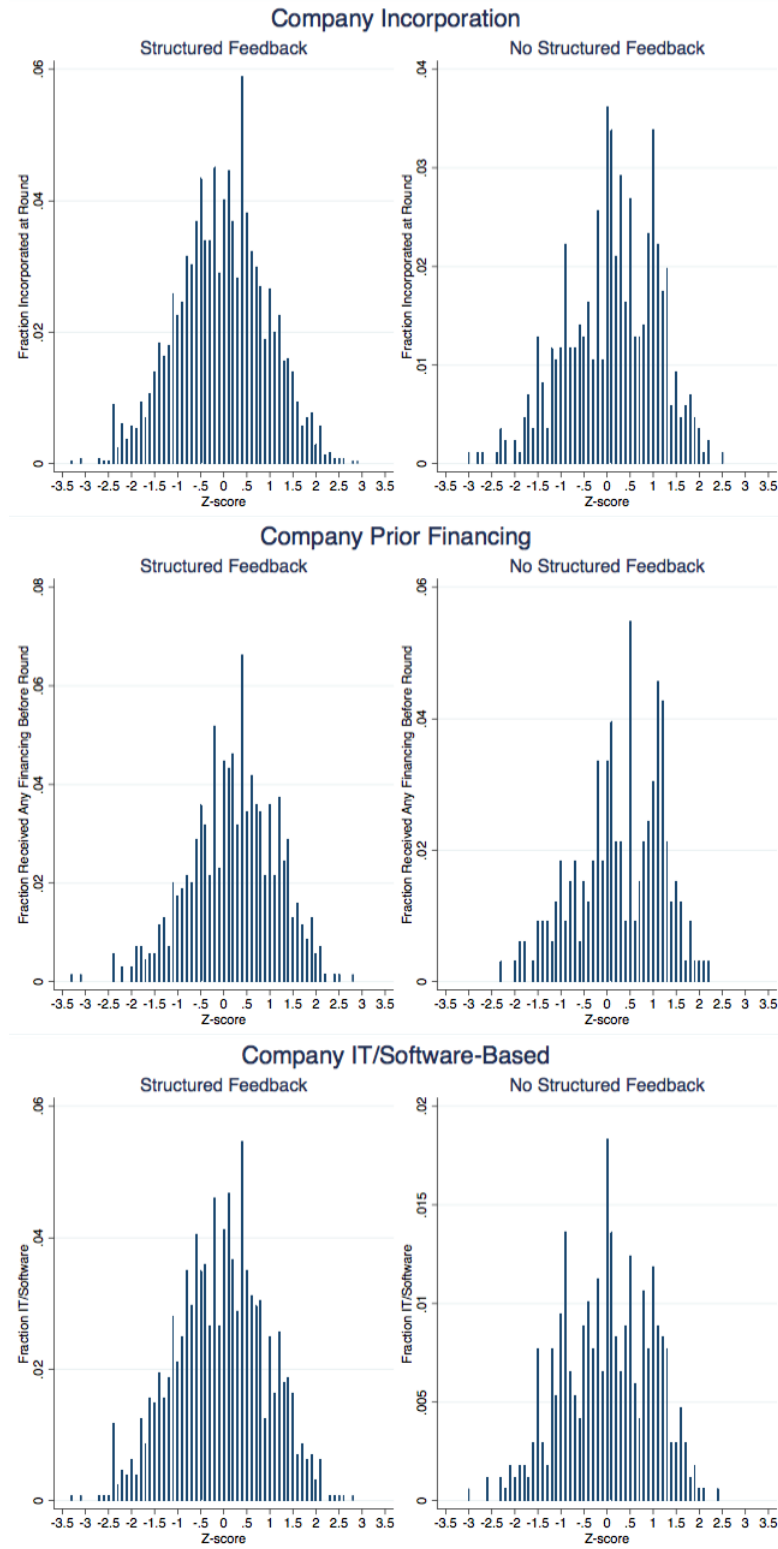 Company Incorporation
Structured Feedback
No Structured Feedback
Fraction Incorporated at Round
0 .02 .04 .06
-3.5 -3 -2.5 -2 -1.5 -1 -.5 0 .5 1 1.5 2 2.5 3 3.5
Z-score
Fraction Incorporated at Round
0 .01 .02 .03 .04
-3.5 -3 -2.5 -2 -1.5 -1 -.5 0 .5 1 1.5 2 2.5 3 3.5
Z-score
Company Prior Financing
Structured Feedback
No Structured Feedback
Fraction Received Any Financing Before Round
0 .02 .04 .06 .08
-3.5 -3 -2.5 -2 -1.5 -1 -.5 0 .5 1 1.5 2 2.5 3 3.5
Z-score
Fraction Received Any Financing Before Round
0 .02 .04 .06
-3.5 -3 -2.5 -2 -1.5 -1 -.5 0 .5 1 1.5 2 2.5 3 3.5
Z-score
Company IT/Software-Based
Structured Feedback
No Structured Feedback
Fraction IT/Software
0 .02 .04 .06
-3.5 -3 -2.5 -2 -1.5 -1 -.5 0 .5 1 1.5 2 2.5 3 3.5
Z-score
Fraction IT/Software
0 .005 .01 .015 .02
-3.5 -3 -2.5 -2 -1.5 -1 -.5 0 .5 1 1.5 2 2.5 3 3.5
Z-score